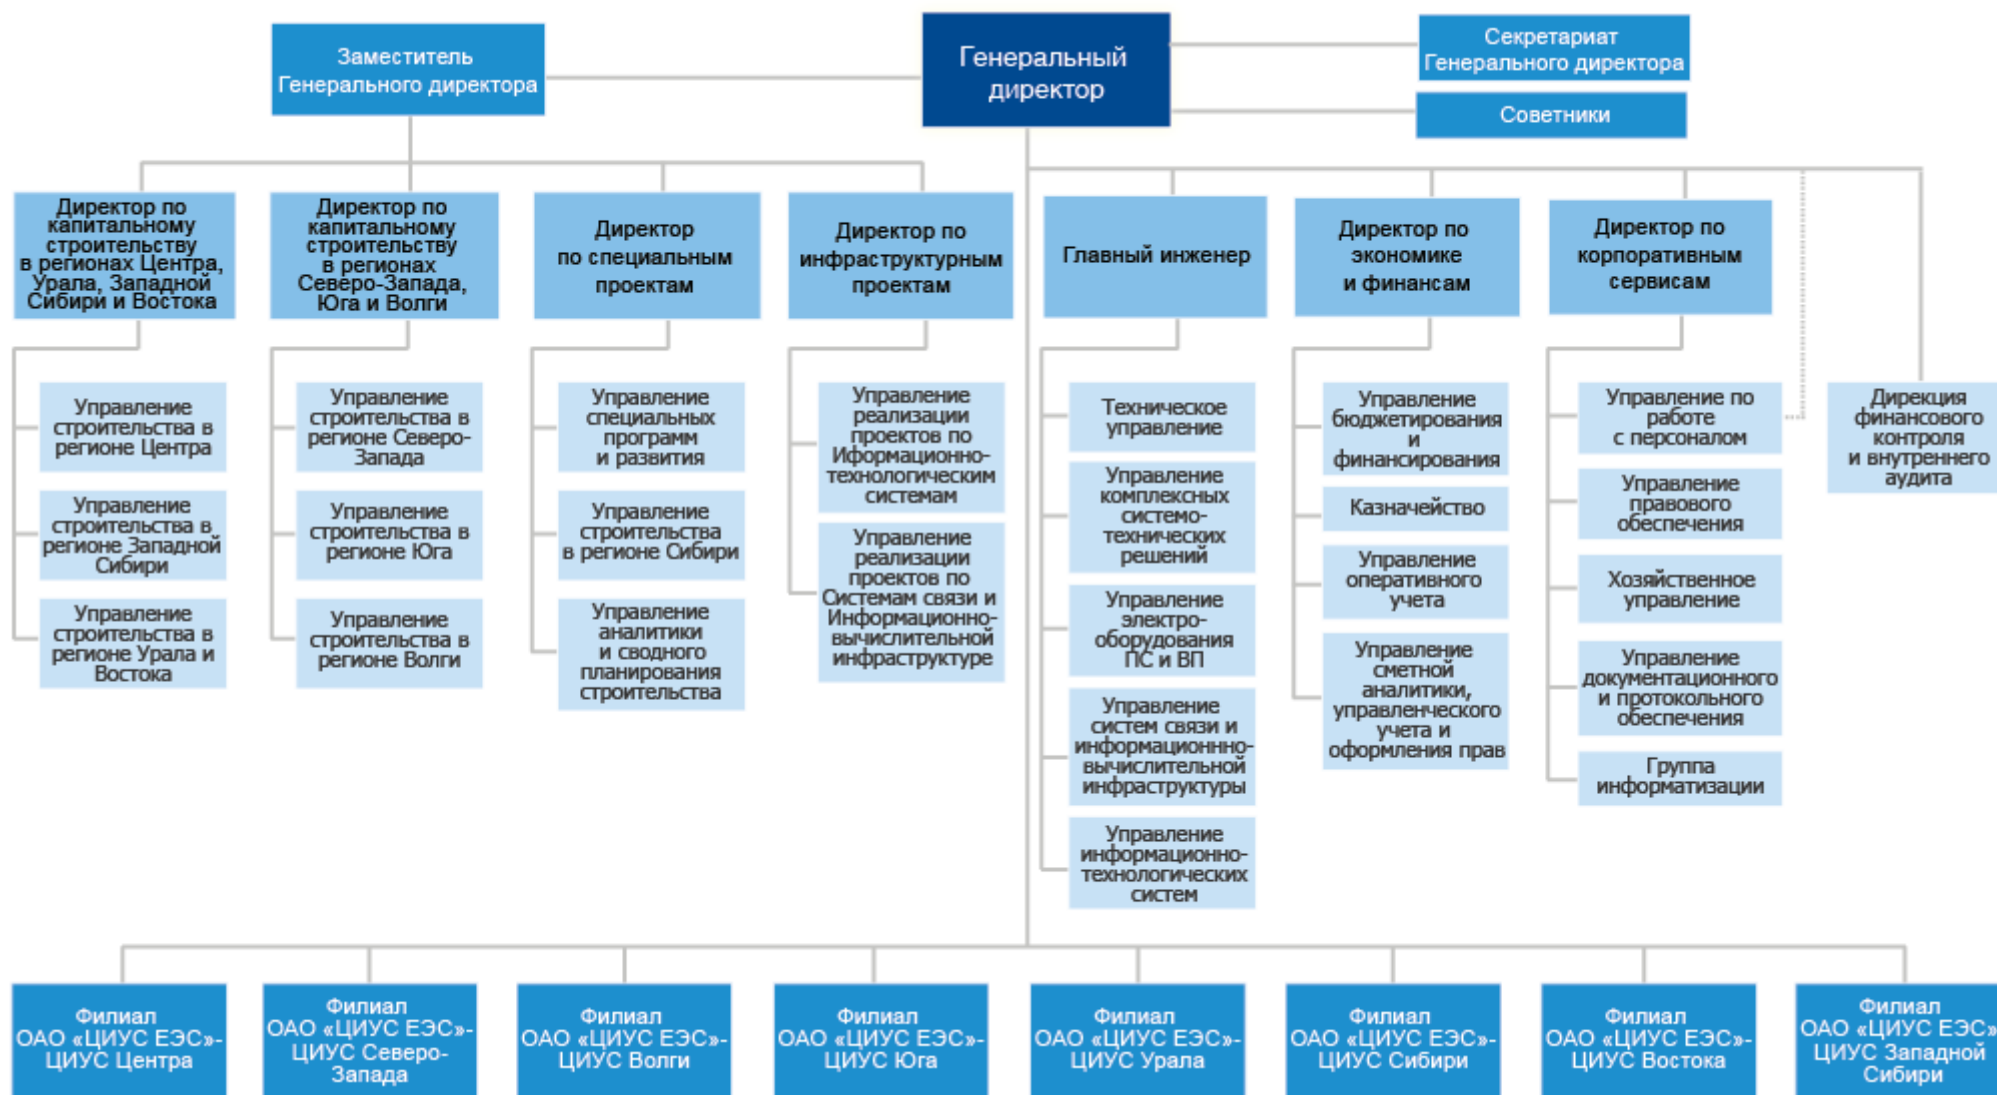 Заместитель
Генерального директора
Генеральный
директор
Секретариат
Генерального директора
Советники
Директор по
капитальному
строительству
в регионах Центра,
Урала, Западной
Сибири и Востока
Директор по
капитальному
строительству
в регионах
Северо-Запада,
Юга и Волги
Директор
по специальным
проектам
Директор по
инфраструктурным
проектам
Главный инженер
Директор по
экономике
и финансам
Директор по
корпоративным
сервисам
Управление
строительства в
регионе Центра
Управление
строительства в
регионе Западной
Сибири
Управление
строительства в
регионе Урала и
Востока
Управление
строительства в
регионе Северо-
Запада
Управление
строительства в
регионе Юга
Управление
строительства в
регионе Волги
Управление
специальных
программ
и развития
Управление
строительства
в регионе Сибири
Управление
аналитики
и сводного
планирования
строительства
Управление
реализации
проектов по
Иформационно-
технологическим
системам
Управление
реализации
проектов по
Системам связи и
Информационно-
вычислительной
инфраструктуре
Техническое
управление
Управление
комплексных
системо-
технических
решений
Управление
электро-
оборудования
ПС и ВП
Управление
систем связи и
информационнно-
вычислительной
инфраструктуры
Управление
информационно-
технологических
систем
Управление
бюджетирования
и
финансирования
Казначейство
Управление
оперативного
учета
Управление
сметной
аналитики,
управленческого
учета и
оформления прав
Управление по
работе
с персоналом
Управление
правового
обеспечения
Хозяйственное
управление
Управление
документационного
и протокольного
обеспечения
Группа
информатизации
Дирекция
финансового
контроля
и внутреннего
аудита
Филиал
ОАО «ЦИУС ЕЭС»-
ЦИУС Центра
Филиал
ОАО «ЦИУС ЕЭС»-
ЦИУС Северо-
Запада
Филиал
ОАО «ЦИУС ЕЭС»-
ЦИУС Волги
Филиал
ОАО «ЦИУС ЕЭС»-
ЦИУС Юга
Филиал
ОАО «ЦИУС ЕЭС»-
ЦИУС Урала
Филиал
ОАО «ЦИУС ЕЭС»-
ЦИУС Сибири
Филиал
ОАО «ЦИУС ЕЭС»-
ЦИУС Востока
Филиал
ОАО «ЦИУС ЕЭС»-
ЦИУС Западной
Сибири